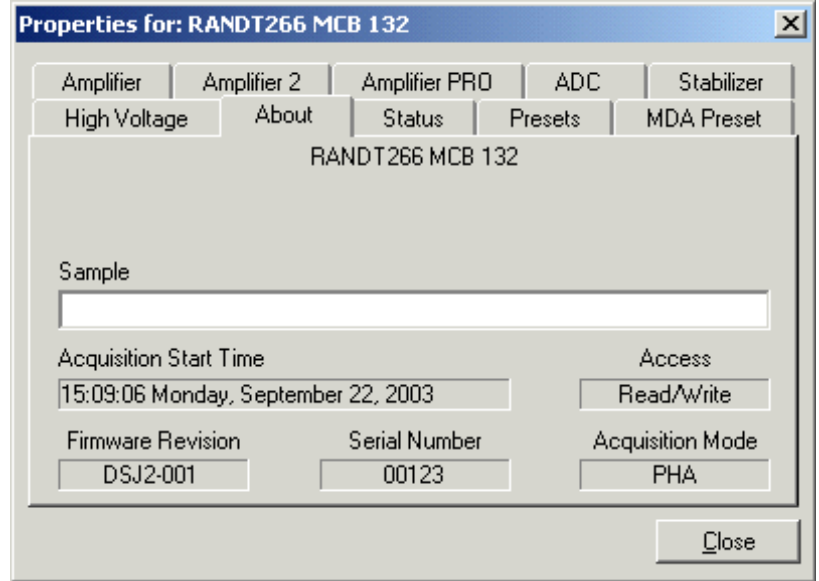 Properties for: RANDT266 MCB 132
Amplifier Amplifier 2 Amplifier PRO ADC Stabilizer
High Voltage About Status Presets MDA Preset
RANDT266 MCB 132
Sample
Acquisition Start Time Access
15:09:06 Monday, September 22, 2003 Read/Write
Firmware Revision Serial Number Acquisition Mode
DSJ2-001 00123 PHA
Close